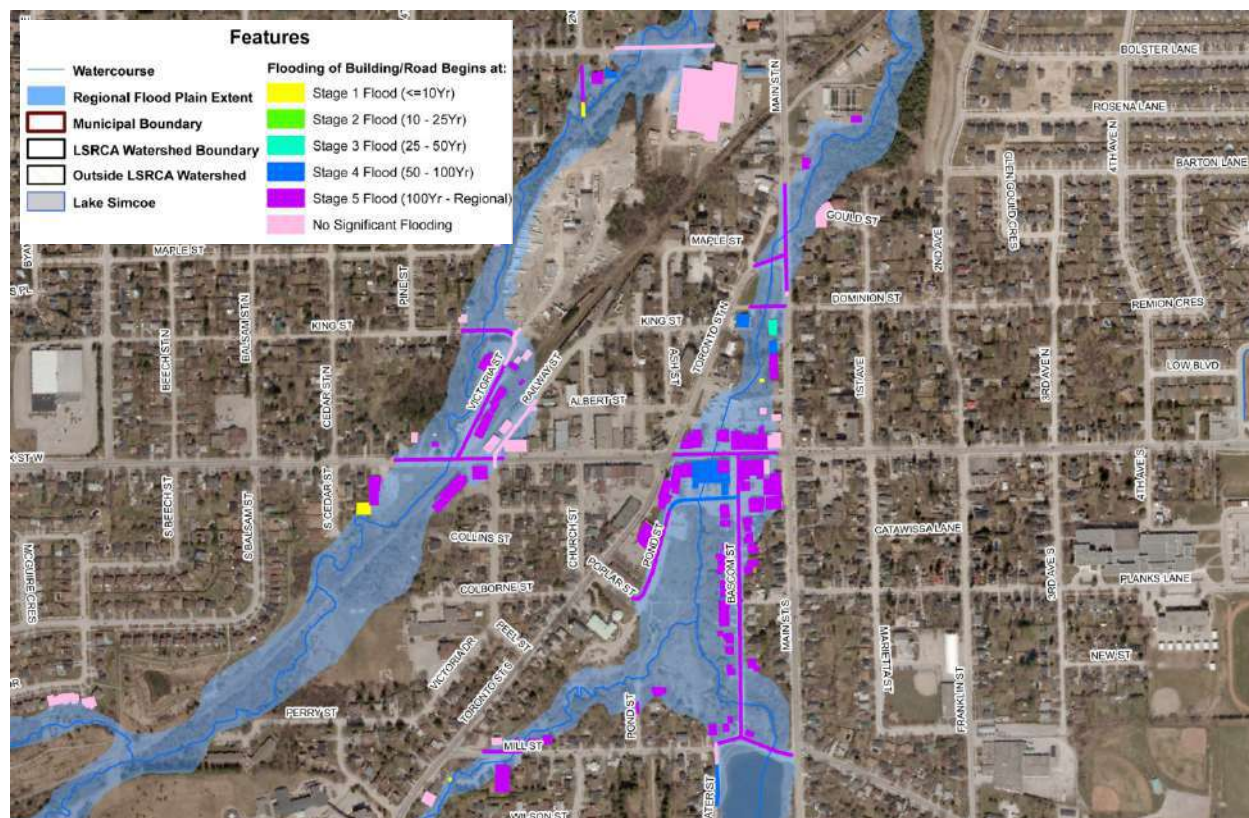 Features
Watercourse
Regional Flood Plain Extent
Municipal Boundary
LSRCA Watershed Boundary
Outside LSRCA Watershed
Lake Simcoe
Flooding of Building/Road Begins at:
Stage 1 Flood (<=10Yr)
Stage 2 Flood (10 - 25Yr)
Stage 3 Flood (25 - 50Yr)
Stage 4 Flood (50 - 100Yr)
Stage 5 Flood (100Yr - Regional)
No Significant Flooding
MAIN ST N
BOLSTER LANE
ROSENA LANE
4TH AVE N
BARTON LANE
GLEN GOULD CRES
GOULD ST
2ND AVE
MAPLE ST
MAPLE ST
PINE ST
DOMINION ST
REMION CRES
KING ST
KING ST
BEECH ST N
BALSAM ST N
CEDAR ST N
VICTORIA ST
RAILWAY ST
ALBERT ST
ASH ST
TORONTO ST N
1ST AVE
3RD AVE N
LOW BLVD
ST W
S CEDAR ST
S BEECH ST
S BALSAM ST
4TH AVE S
CATAWISSA LANE
COLLINS ST
CHURCH ST
POND ST
BASCOM ST
MCGUIRE CRES
COLBORNE ST
POPLAR ST
3RD AVE S
PLANKS LANE
PEEL ST
VICTORIA DR
TORONTO ST S
MAIN ST S
MARIETTA ST
FRANKLIN ST
NEW ST
PERRY ST
POND ST
MILL ST
WILSON ST